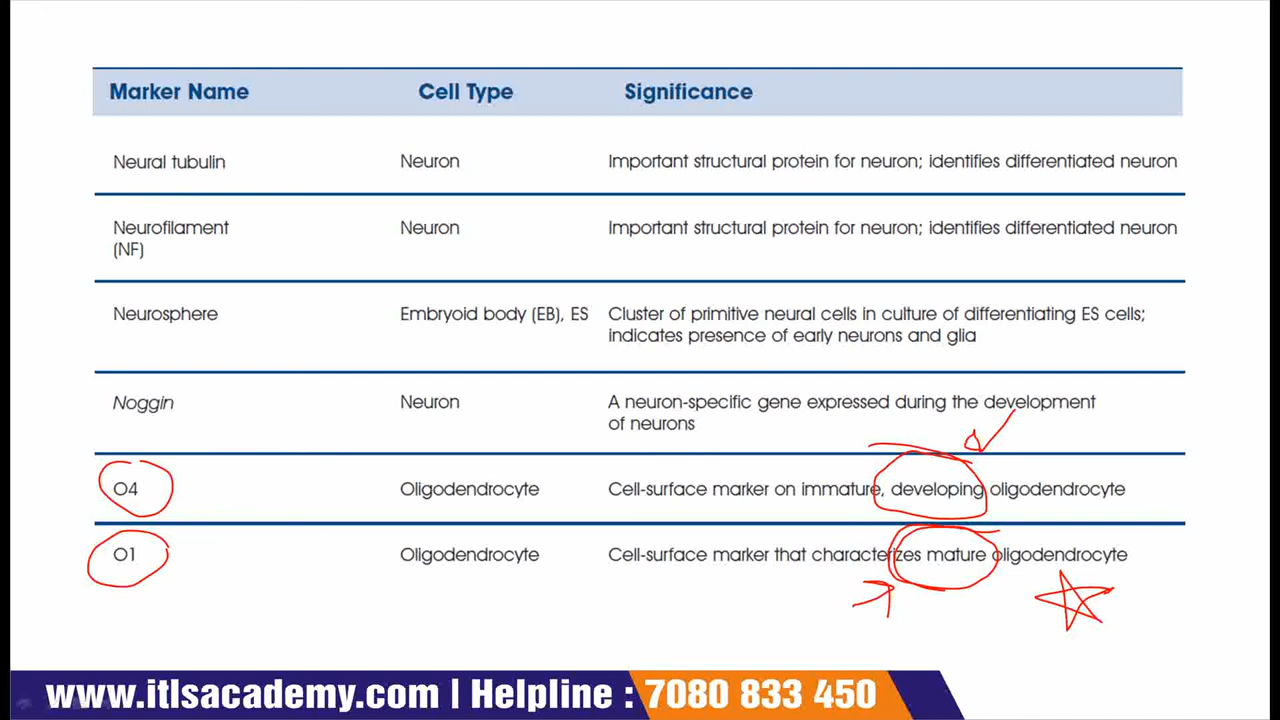 Marker Name Cell Type Significance
Neural tubulin Neuron Important structural protein for neuron; identifies differentiated neuron
Neurofilament Neuron Important structural protein for neuron; identifies differentiated neuron
(NF)
Neurosphere Embryoid body (EB), ES Cluster of primitive neural cells in culture of differentiating ES cells;
indicates presence of early neurons and glia
Noggin Neuron A neuron-specific gene expressed during the development
of neurons
O4 Oligodendrocyte Cell-surface marker on immature, developing oligodendrocyte
O1 Oligodendrocyte Cell-surface marker that characterizes mature oligodendrocyte
www.itlsacademy.com | Helpline : 7080 833 450